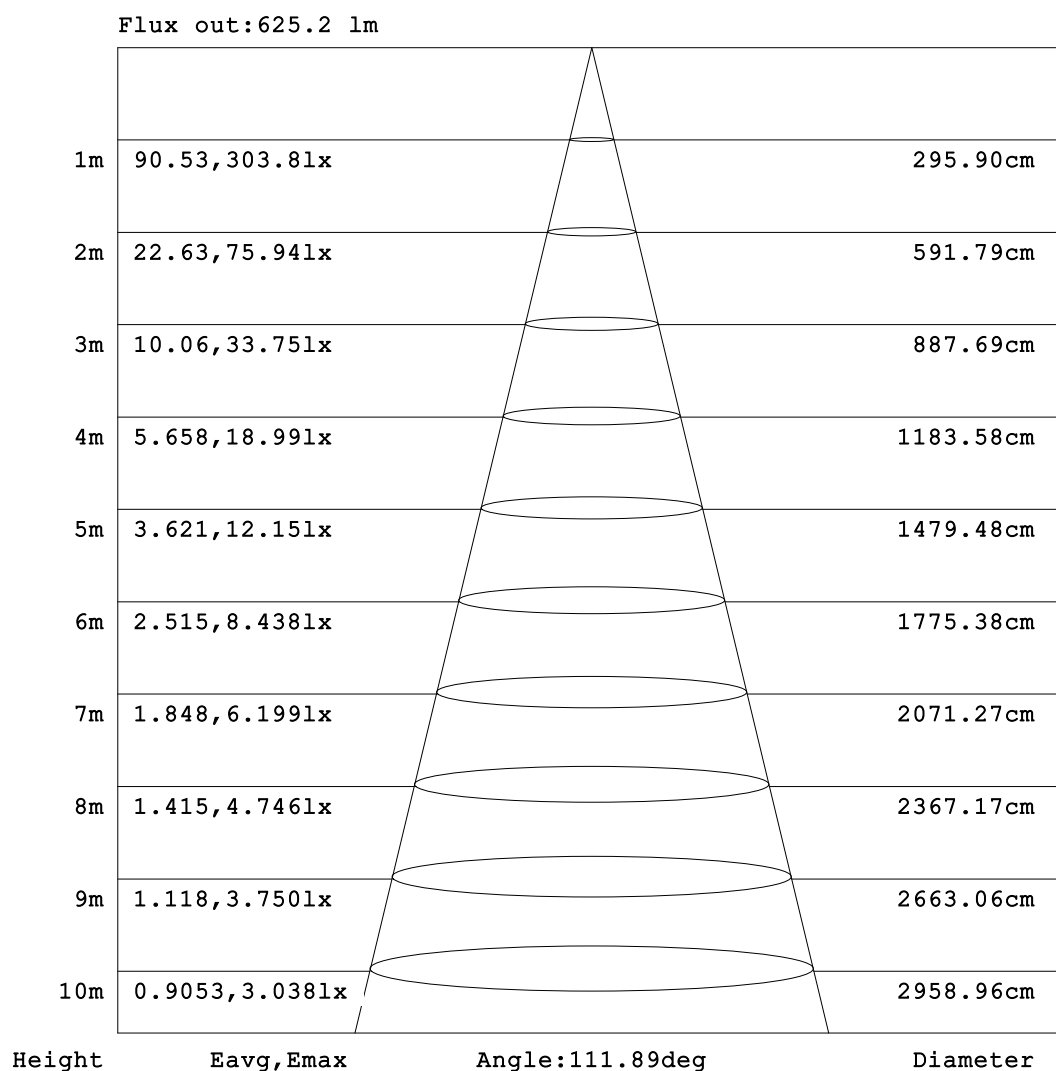 Flux out:625.2 lm
1m 90.53,303.8lx 295.90cm
2m 22.63,75.94lx 591.79cm
3m 10.06,33.75lx 887.69cm
4m 5.658,18.99lx 1183.58cm
5m 3.621,12.15lx 1479.48cm
6m 2.515,8.438lx 1775.38cm
7m 1.848,6.199lx 2071.27cm
8m 1.415,4.746lx 2367.17cm
9m 1.118,3.750lx 2663.06cm
10m 0.9053,3.038lx 2958.96cm
Height Eavg,Emax Angle:111.89deg Diameter